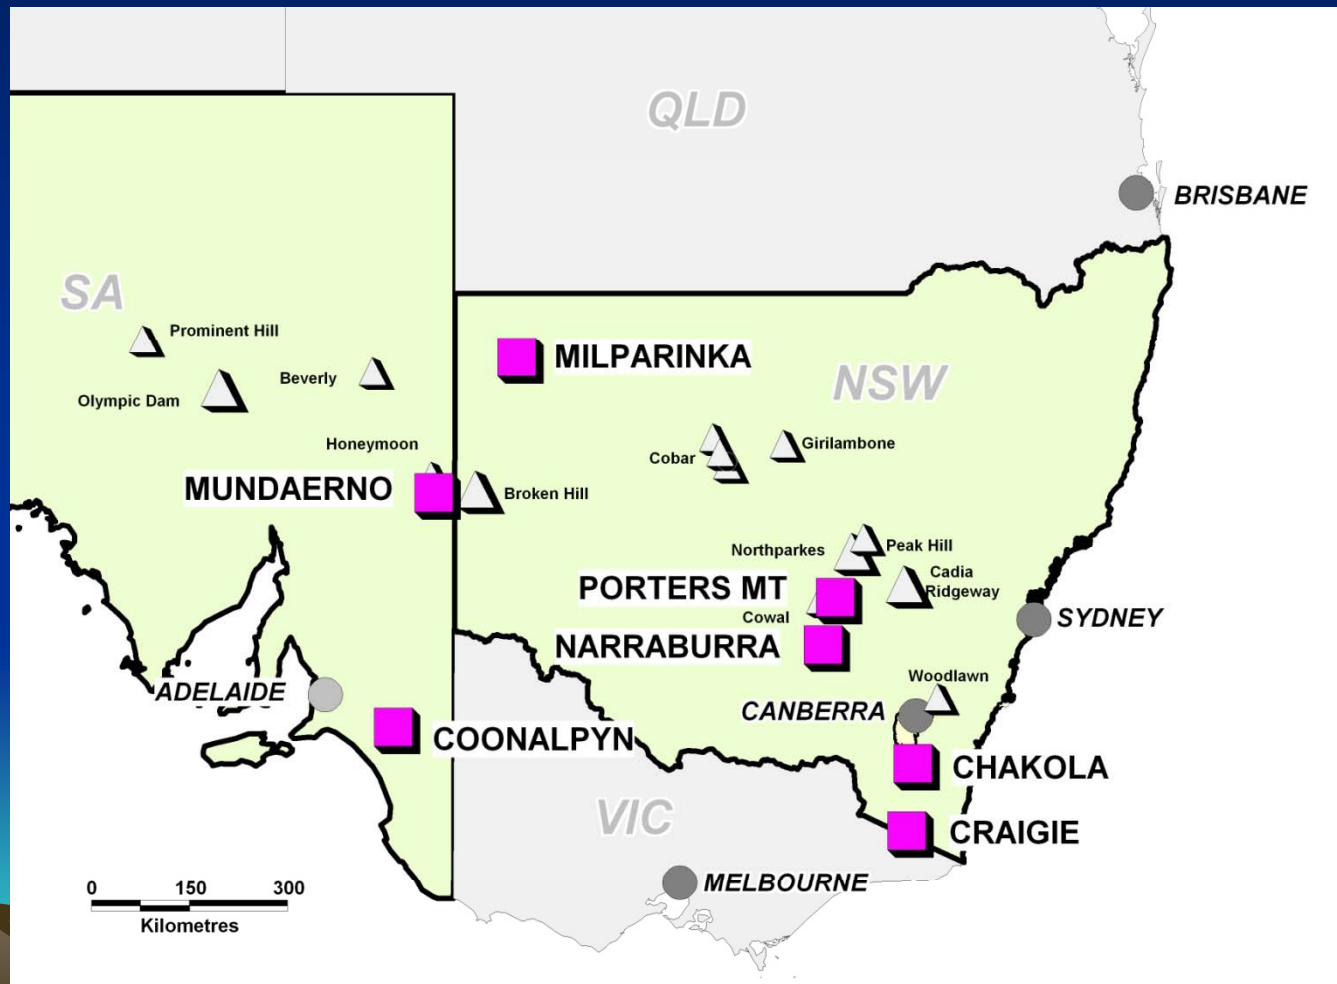 QLD
BRISBANE
SA
Prominent Hill
MILPARINKA
Beverly
NSW
Olympic Dam
Honeymoon
Girilambone
Cobar
MUNDAERNO
Broken Hill
Northparkes
Peak Hill
Cadia
Ridgeway
PORTERS MT
Cowal
SYDNEY
NARRABURRA
Woodlawn
ADELAIDE
CANBERRA
COONALPYN
CHAKOLA
VIC
CRAIGIE
MELBOURNE
0 150 300
Kilometres